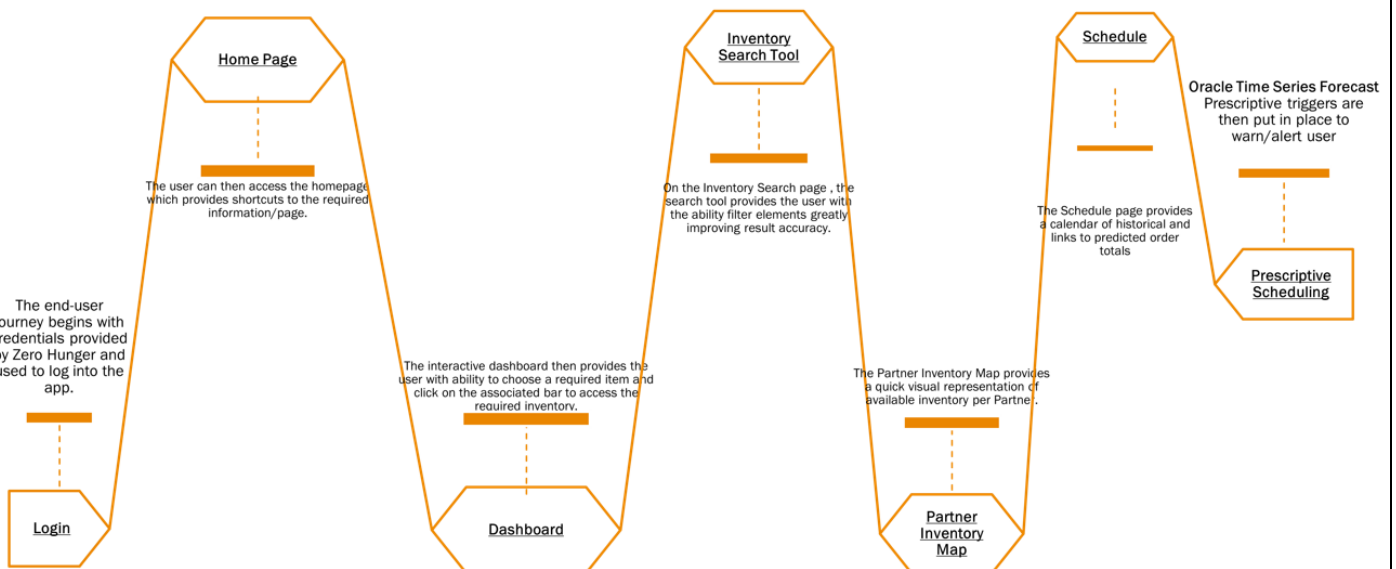 Home Page
The user can then access the homepage
which provides shortcuts to the required
information/page.
The end-user
ourney begins with
redentials provided
by Zero Hunger and
used to log into the
app.
Login
The interactive dashboard then provides the
user with ability to choose a required item and
click on the associated bar to access the
required inventory.
Dashboard
Inventory
Search Tool
On the Inventory Search page , the
search tool provides the user with
the ability filter elements greatly
improving result accuracy.
The Partner Inventory Map provides
a quick visual representation of
available inventory per Partner.
Partner
Inventory
Map
Schedule
The Schedule page provides
a calendar of historical and
links to predicted order
totals
Oracle Time Series Forecast
Prescriptive triggers are
then put in place to
warn/alert user
Prescriptive
Scheduling